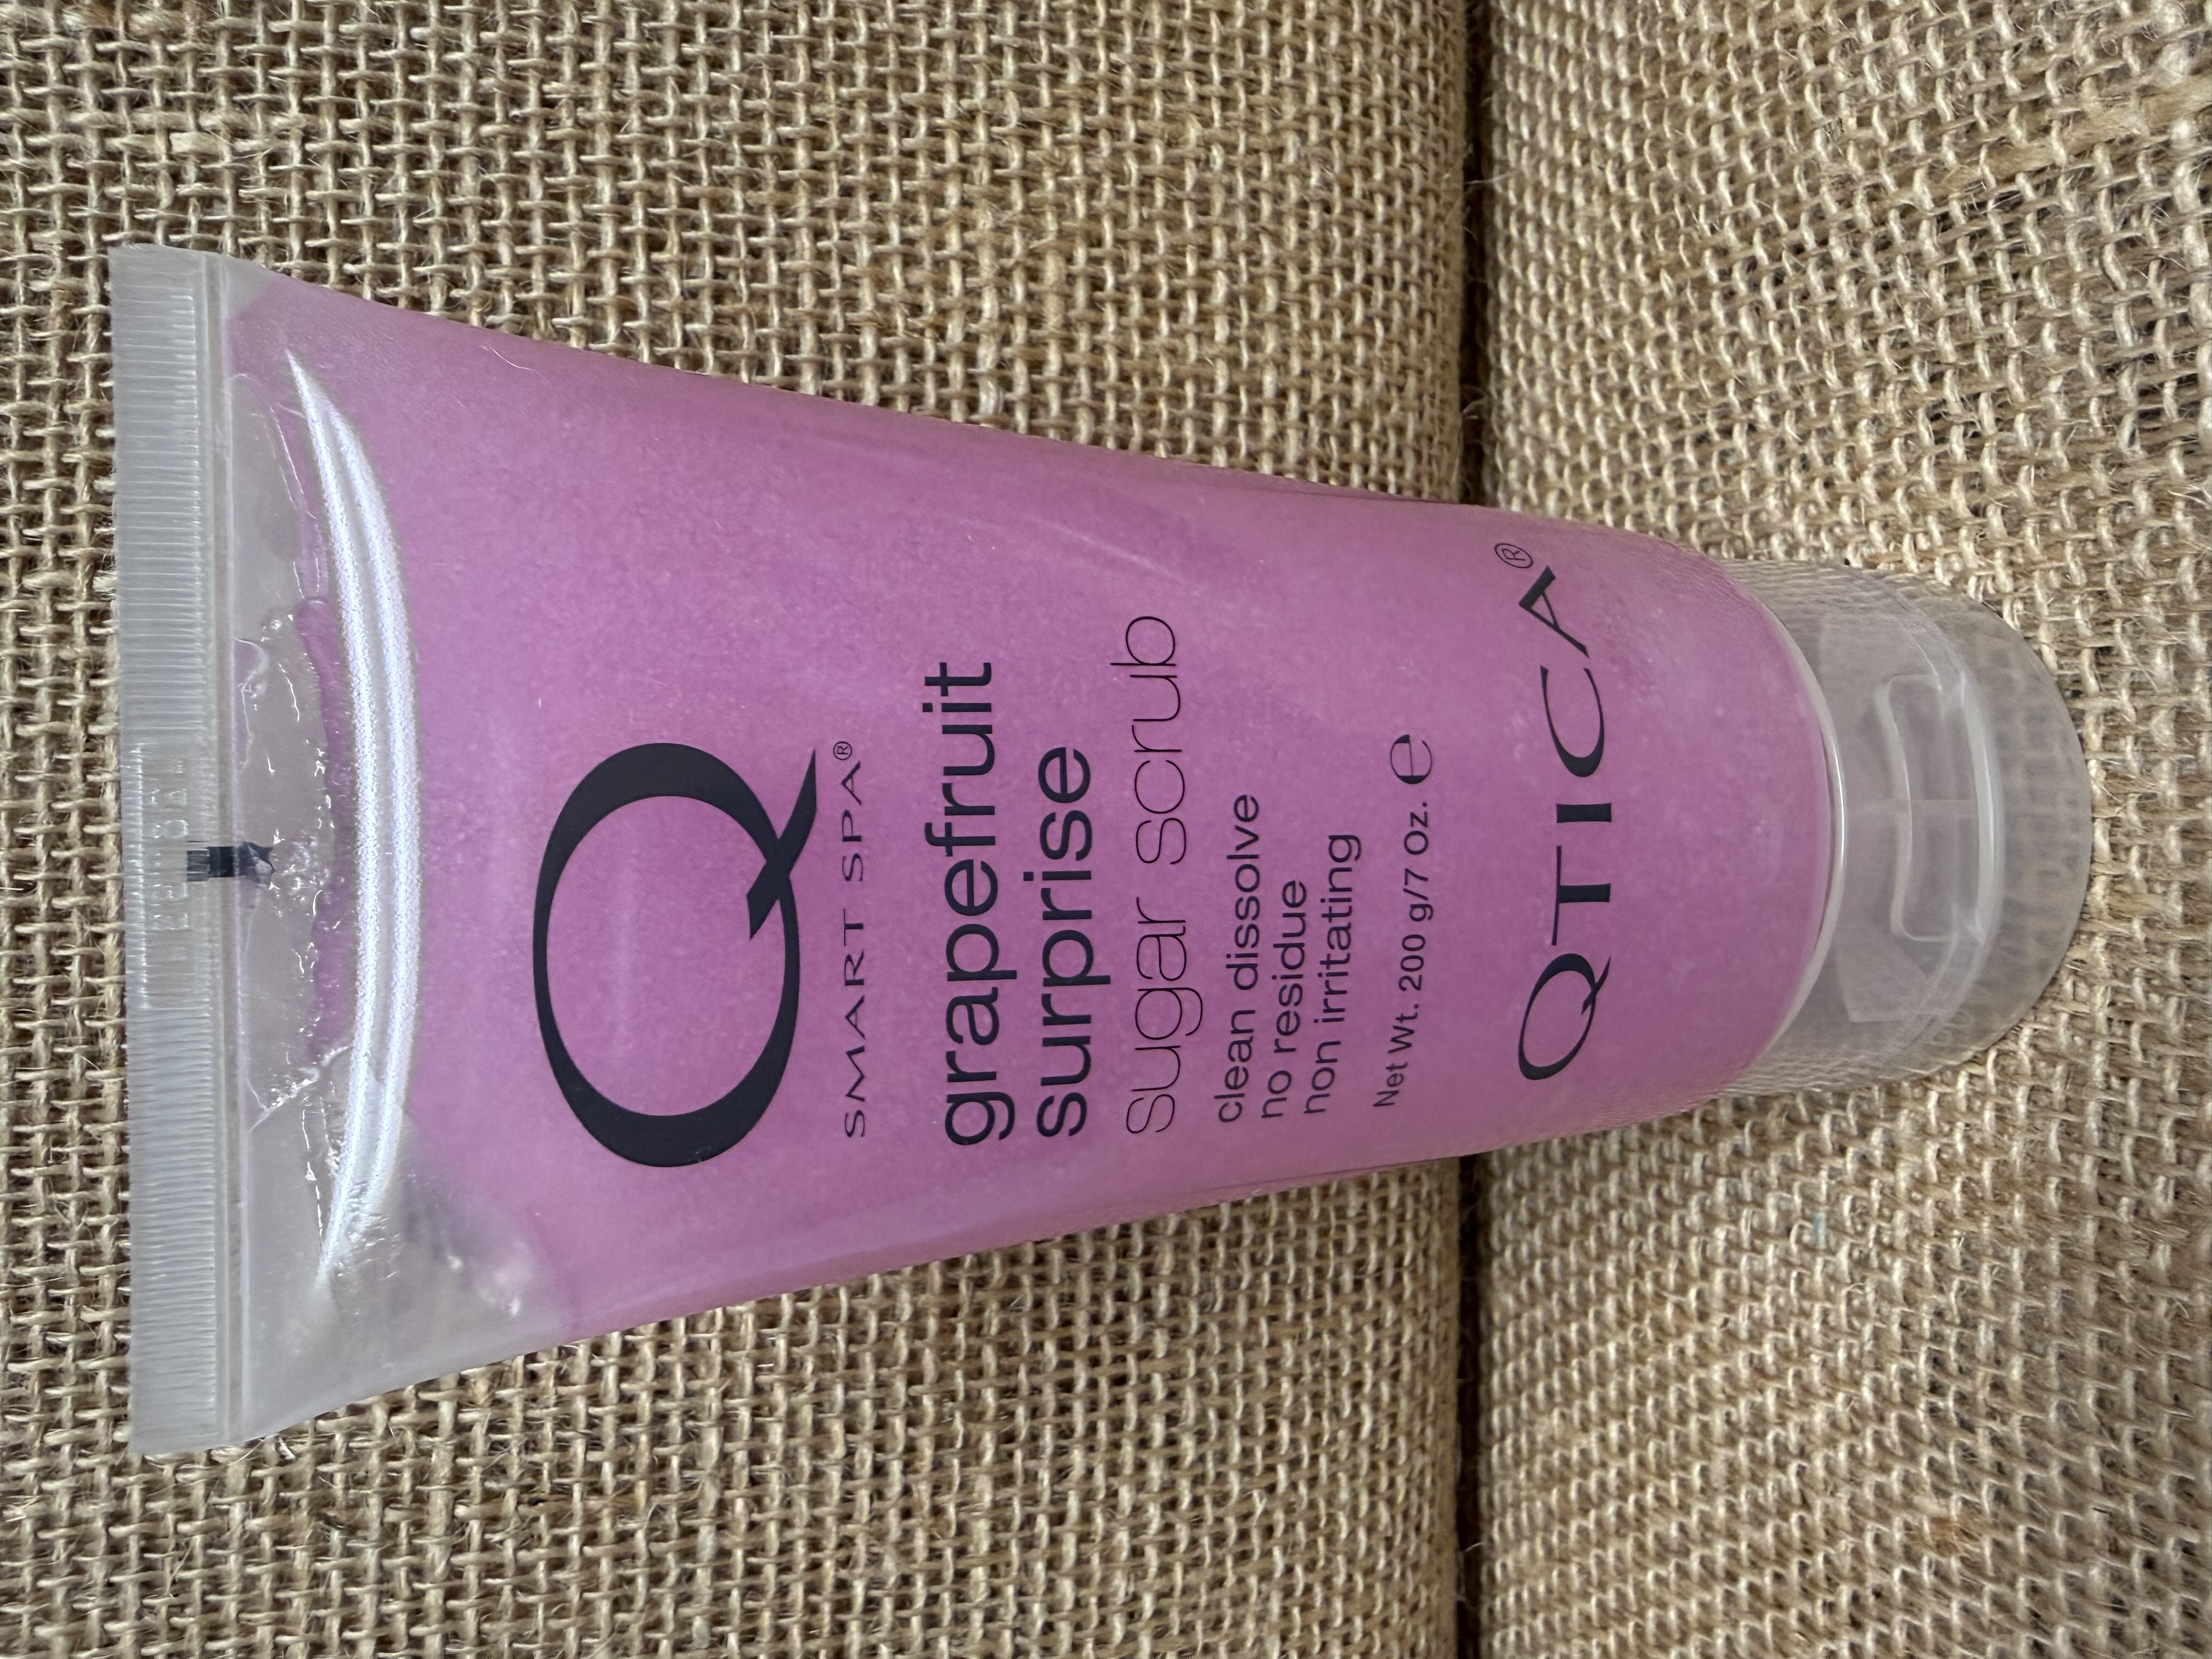 Q
SMART SPA®
grapefruit
surprise
sugar scrub
clean dissolve
no residue
non irritating
Net Wt. 200 g/7 Oz. ℮
QTICA®